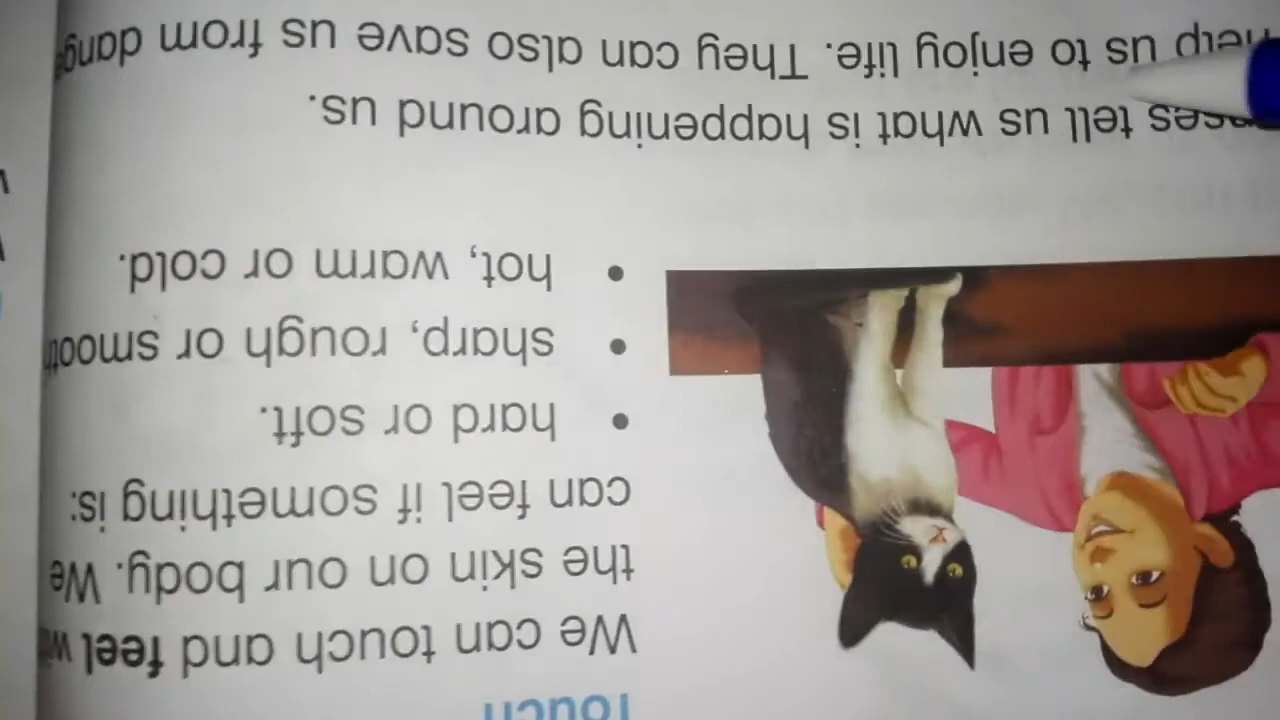 Touch
We can touch and feel
the skin on our body. We
can feel if something is:
• hard or soft.
• sharp, rough or smooth
• hot, warm or cold.
tell us what is happening around us.
help us to enjoy life. They can also save us from